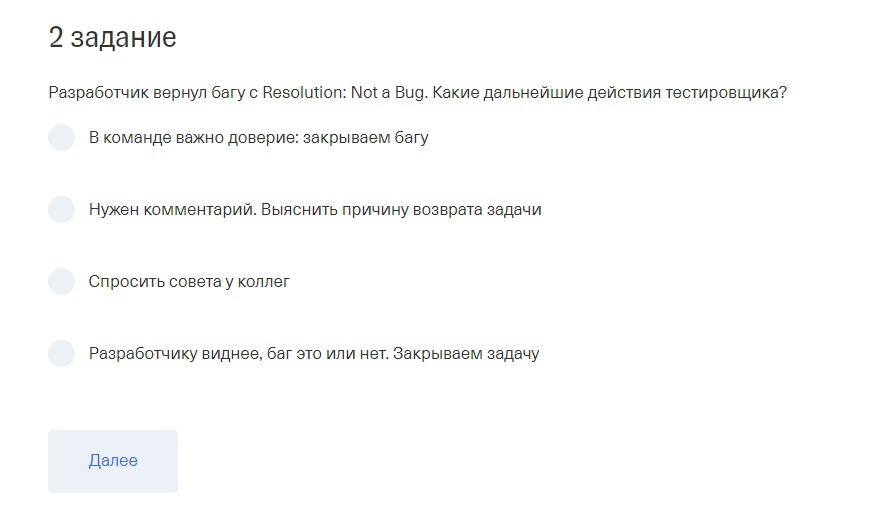 2 задание
Разработчик вернул багу с Resolution: Not a Bug. Какие дальнейшие действия тестировщика?
В команде важно доверие: закрываем багу
Нужен комментарий. Выяснить причину возврата задачи
Спросить совета у коллег
Разработчику виднее, баг это или нет. Закрываем задачу
Далее